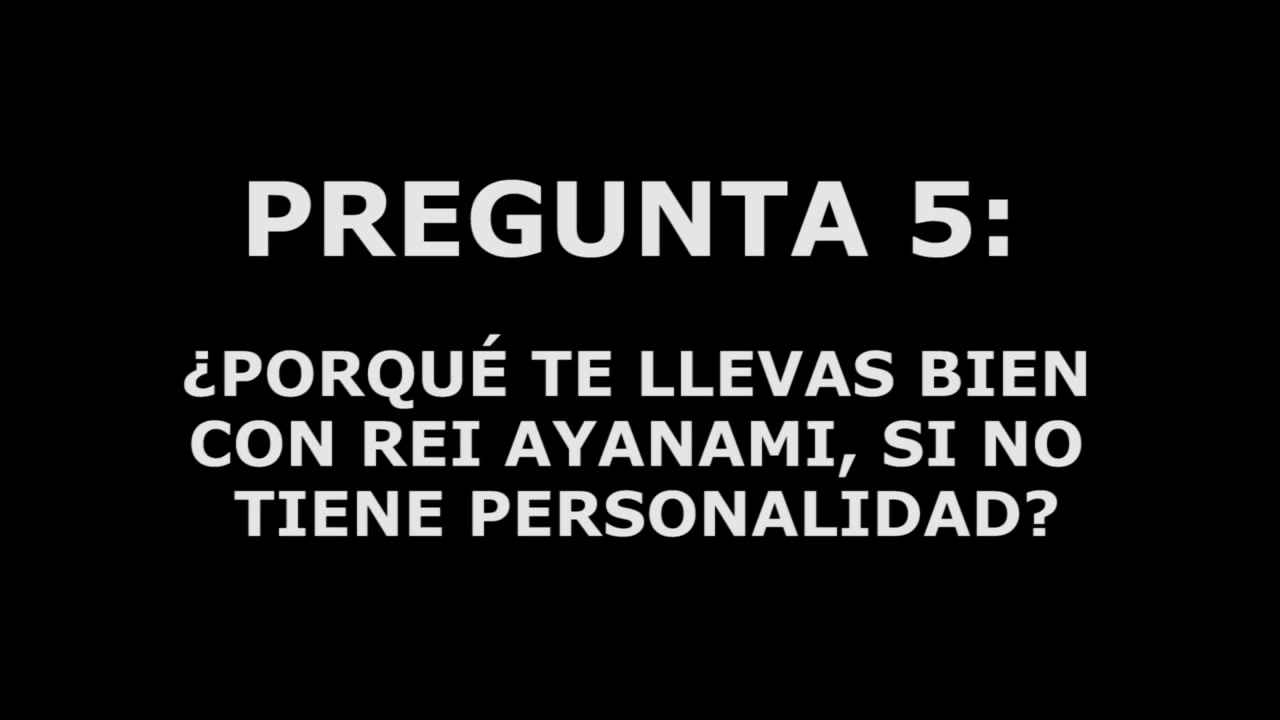 PREGUNTA 5:
¿PORQUÉ TE LLEVAS BIEN
CON REI AYANAMI, SI NO
TIENE PERSONALIDAD?